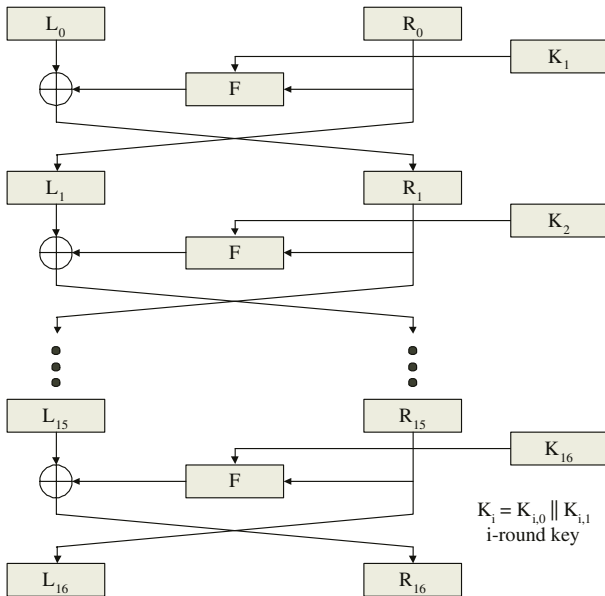 L₀ R₀
K₁
F
L₁ R₁
K₂
F
L₁₅ R₁₅
K₁₆
F
Kᵢ = Kᵢ,₀ || Kᵢ,₁
i-round key
L₁₆ R₁₆